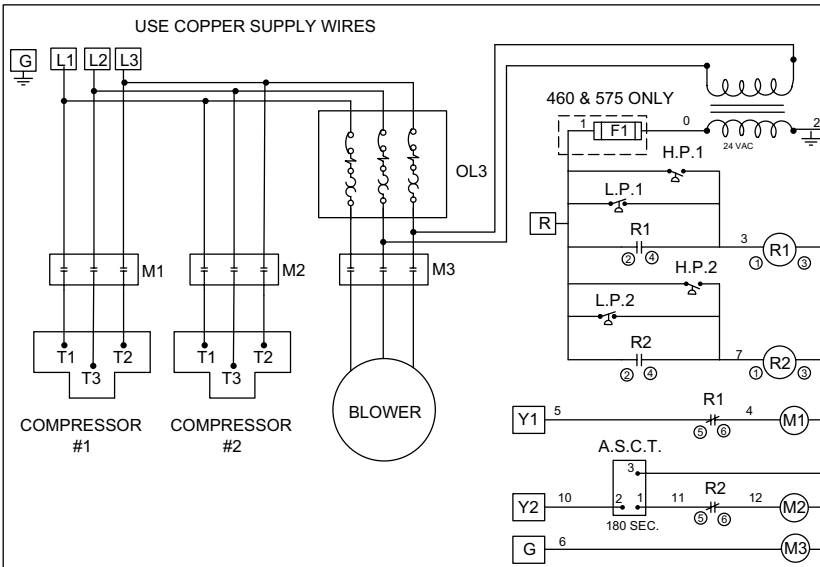 USE COPPER SUPPLY WIRES
G
L1 L2 L3
460 & 575 ONLY
1 F1 0 2
24 VAC
H.P.1
L.P.1
OL3
R
R1 3 R1
② ④ ① ③
H.P.2
M1 M2 M3
L.P.2
R2 7 R2
② ④ ① ③
T1 T2 T1 T2
T3 T3
BLOWER
COMPRESSOR
#1
COMPRESSOR
#2
R1
Y1 5 4 M1
⑤ ⑥
A.S.C.T.
3
R2
Y2 10 2 1 11 12 M2
⑤ ⑥
180 SEC.
G 6 M3